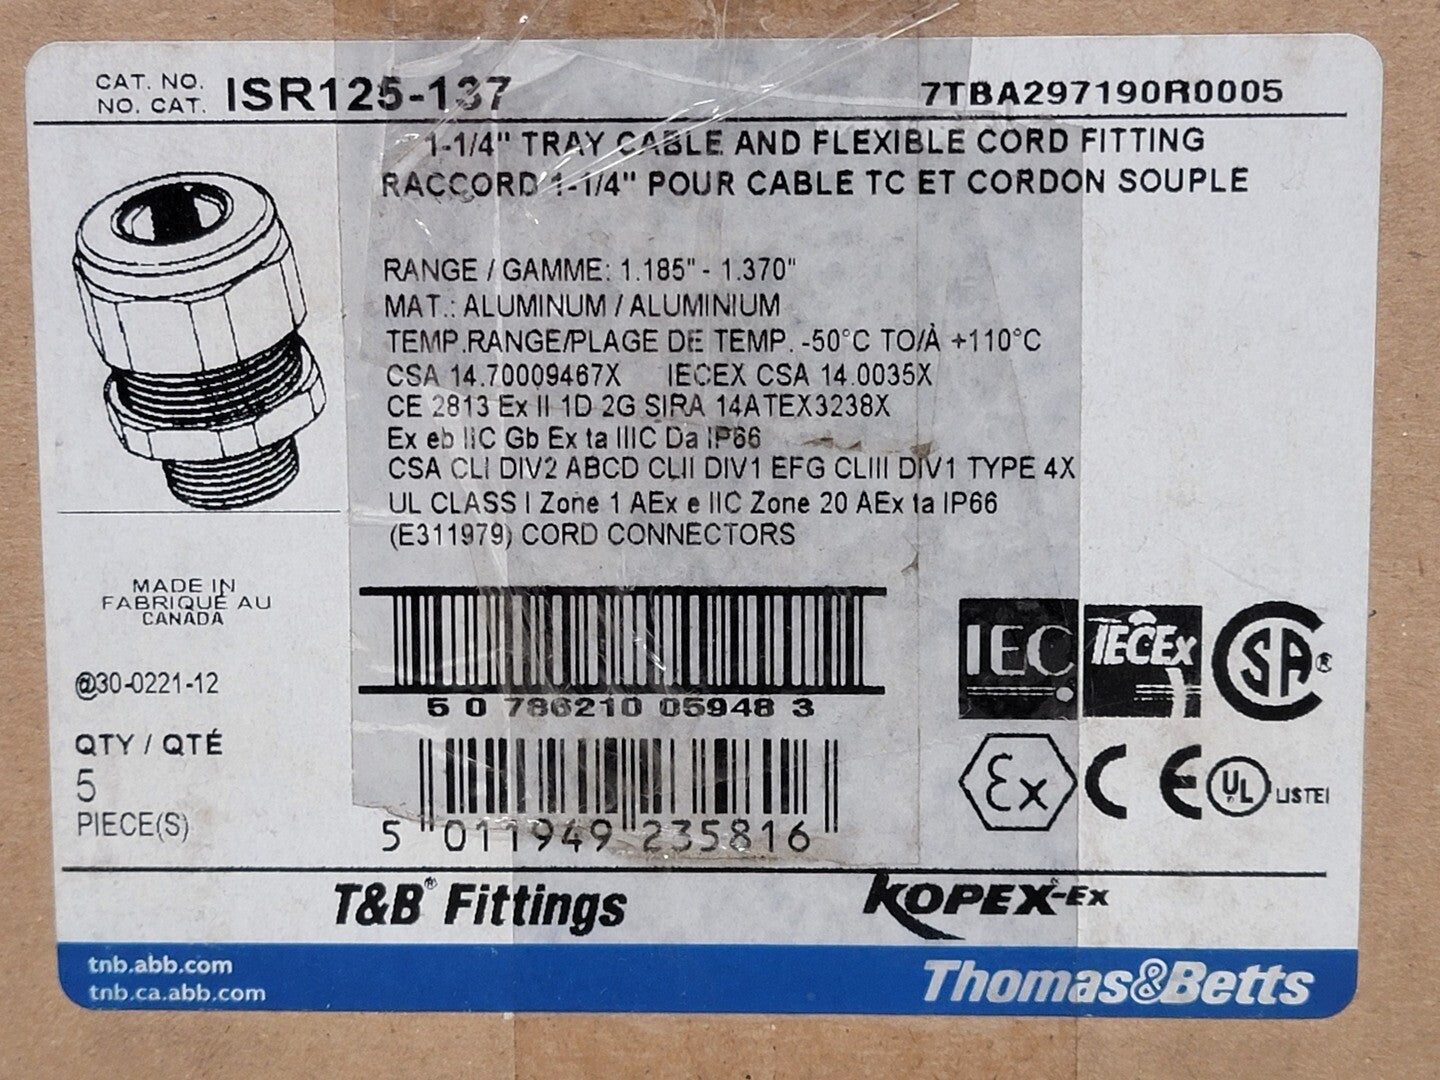 CAT. NO.
NO. CAT. ISR125-137 7TBA297190R0005
1-1/4" TRAY CABLE AND FLEXIBLE CORD FITTING
RACCORD 1-1/4" POUR CABLE TC ET CORDON SOUPLE
RANGE / GAMME: 1.185" - 1.370"
MAT.: ALUMINUM / ALUMINIUM
TEMP.RANGE/PLAGE DE TEMP. -50°C TO/À +110°C
CSA 14.70009467X IECEX CSA 14.0035X
CE 2813 Ex II 1D 2G SIRA 14ATEX3238X
Ex eb IIC Gb Ex ta IIIC Da IP66
CSA CLI DIV2 ABCD CLII DIV1 EFG CLIII DIV1 TYPE 4X
UL CLASS I Zone 1 AEx e IIC Zone 20 AEx ta IP66
(E311979) CORD CONNECTORS
MADE IN
FABRIQUÉ AU
CANADA
@30-0221-12
QTY / QTÉ
5
PIECE(S)
5 0 786210 05948 3
5 011949 235816
IEC IECEx CSA®
Ex CE UL LISTEI
T&B® Fittings KOPEX-EX
tnb.abb.com
tnb.ca.abb.com
Thomas&Betts